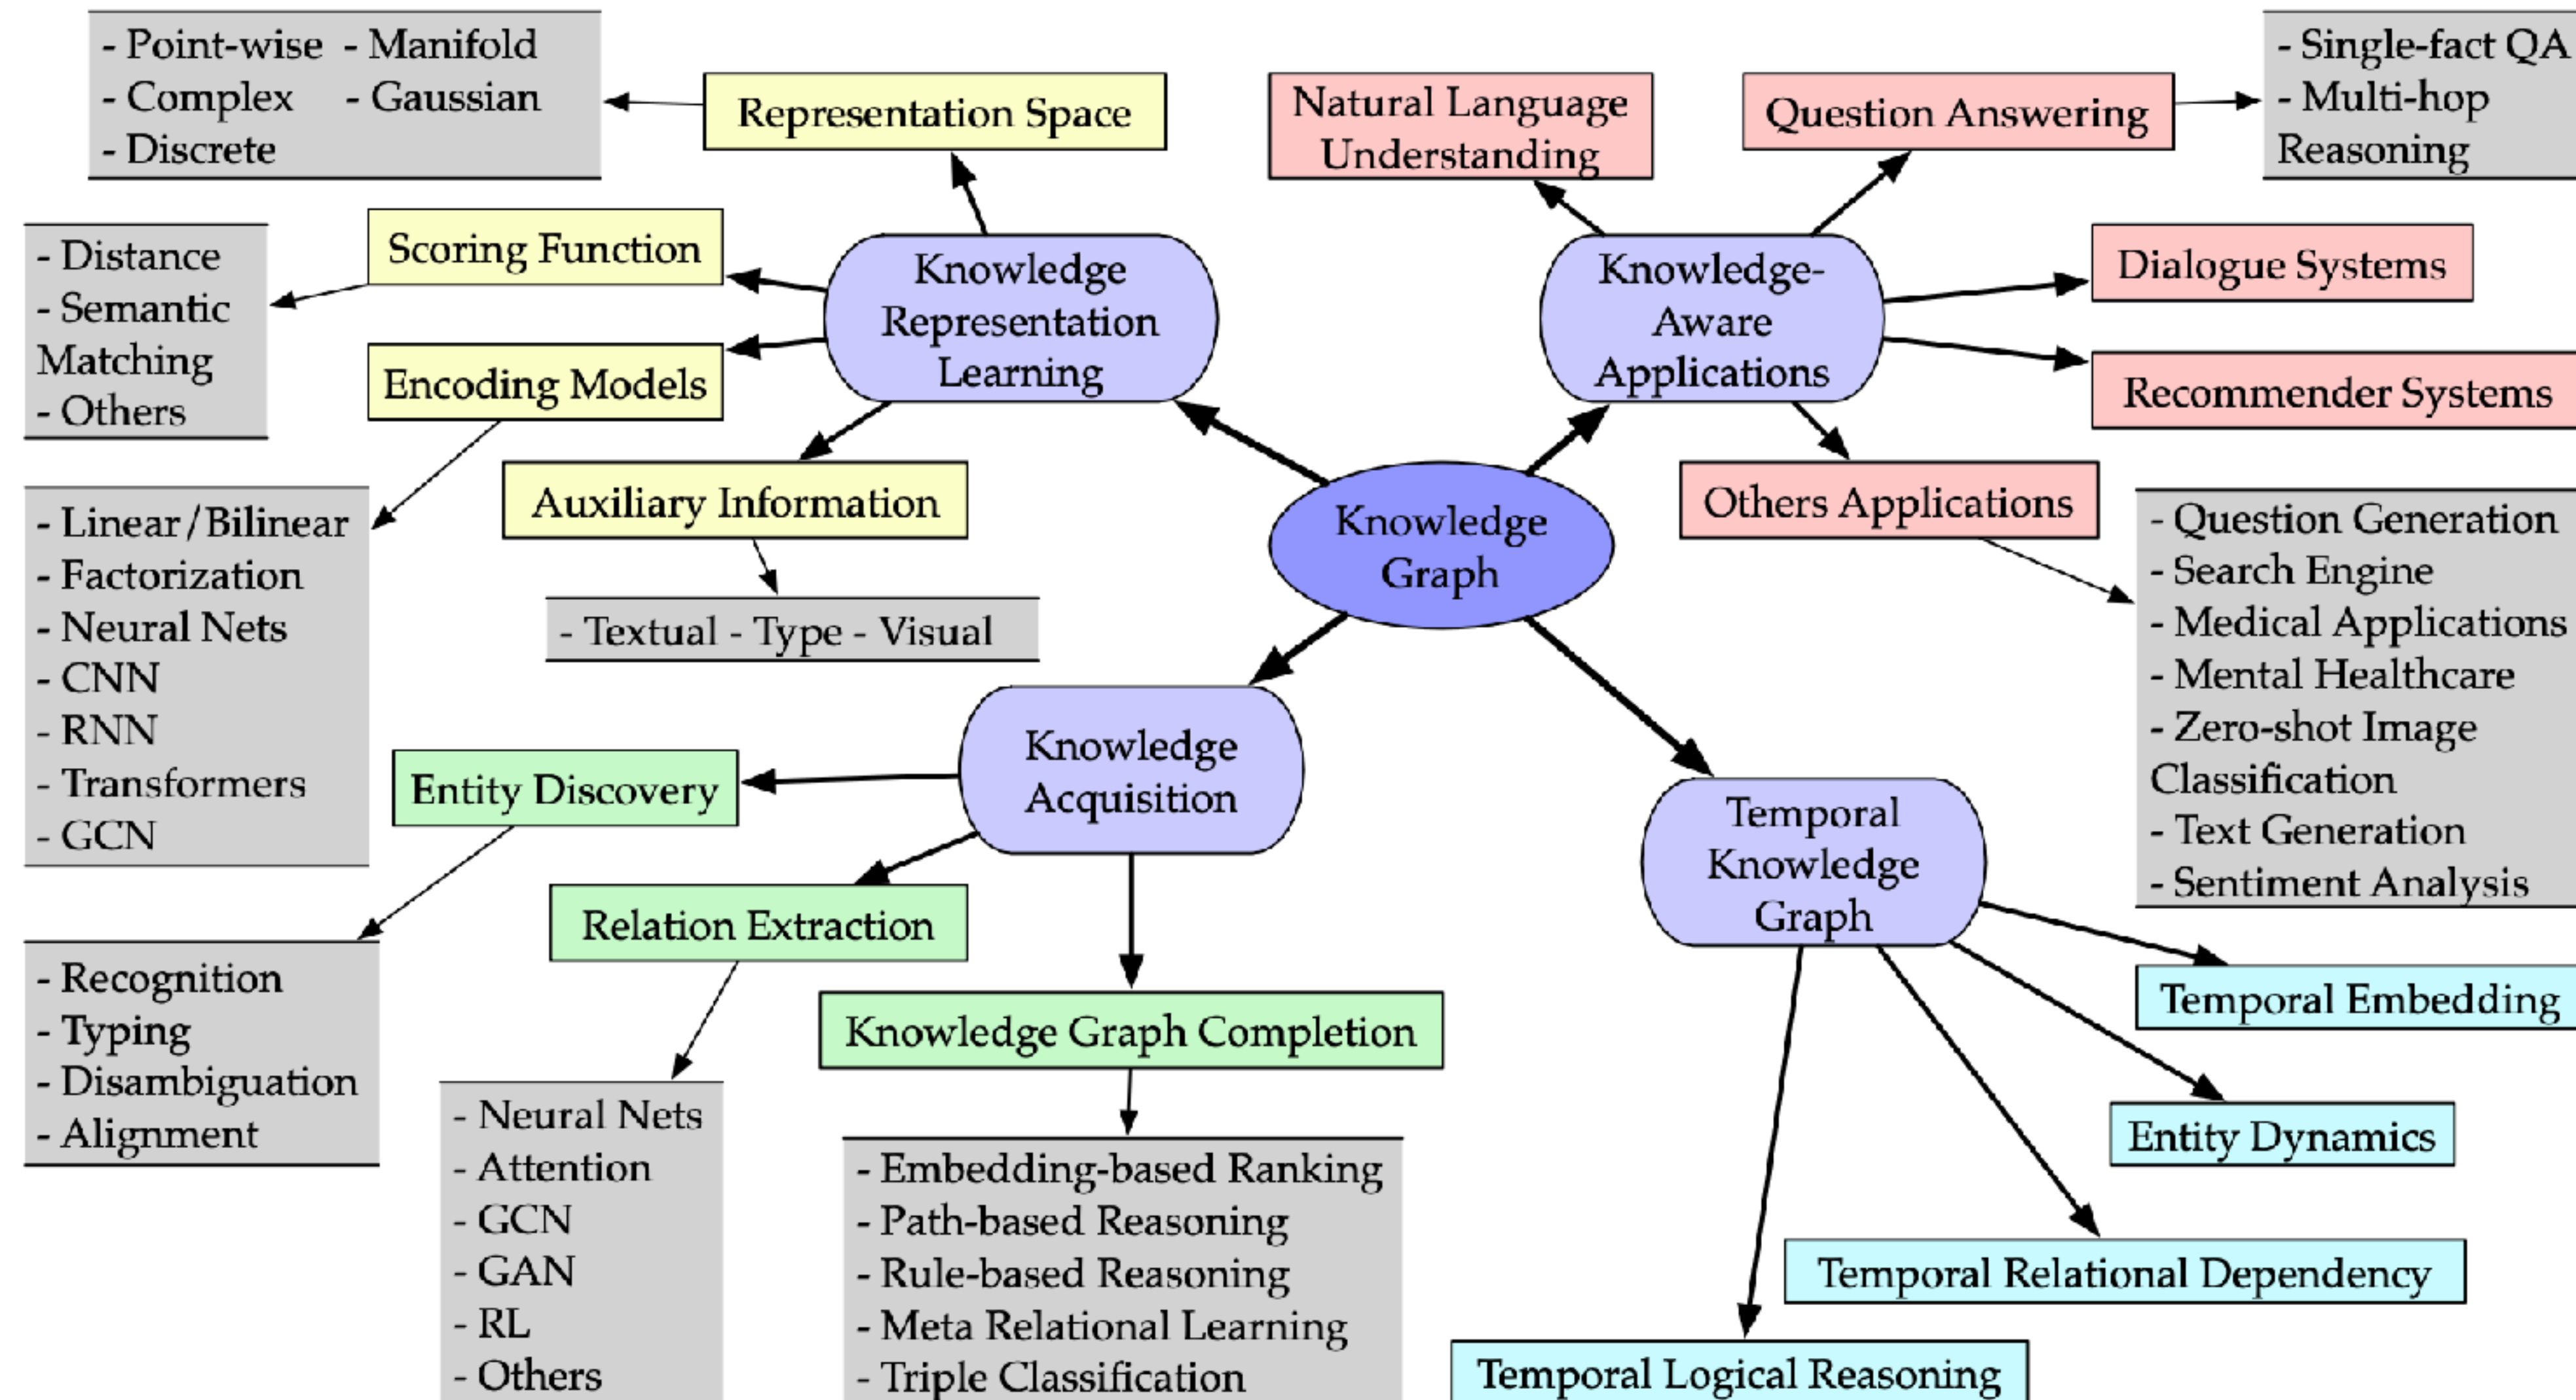 - Point-wise - Manifold
- Complex - Gaussian
- Discrete
Representation Space
Natural Language
Understanding
Question Answering
- Single-fact QA
- Multi-hop
Reasoning
Scoring Function
- Distance
- Semantic
Matching
- Others
Knowledge
Representation
Learning
Knowledge-
Aware
Applications
Dialogue Systems
Encoding Models
Recommender Systems
Auxiliary Information
Knowledge
Graph
Others Applications
- Linear/Bilinear
- Factorization
- Neural Nets
- CNN
- RNN
- Transformers
- GCN
- Textual - Type - Visual
- Question Generation
- Search Engine
- Medical Applications
- Mental Healthcare
- Zero-shot Image
Classification
- Text Generation
- Sentiment Analysis
Knowledge
Acquisition
Entity Discovery
Temporal
Knowledge
Graph
Relation Extraction
- Recognition
- Typing
- Disambiguation
- Alignment
Knowledge Graph Completion
Temporal Embedding
Entity Dynamics
- Neural Nets
- Attention
- GCN
- GAN
- RL
- Others
- Embedding-based Ranking
- Path-based Reasoning
- Rule-based Reasoning
- Meta Relational Learning
- Triple Classification
Temporal Relational Dependency
Temporal Logical Reasoning